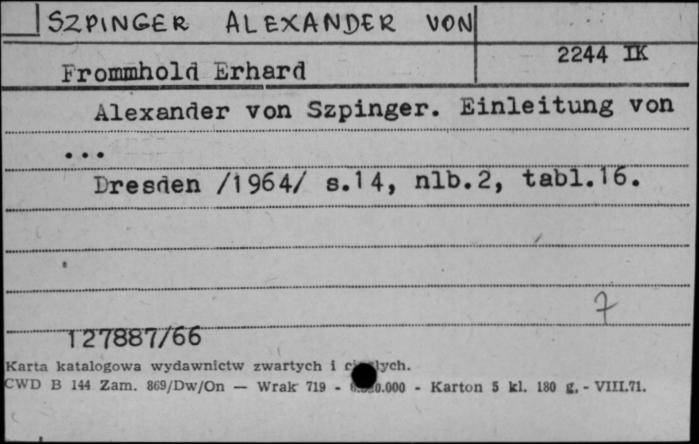 SZPINGER ALEXANDER VON
2244 IK
Frommhold Erhard
Alexander von Szpinger. Einleitung von
...
Dresden /1964/ s.14, nlb.2, tabl.16.
7
127887/66
Karta katalogowa wydawnictw zwartych i
CWD B 144 Zam. 869/Dw/On — Wrak 719 - - Karton 5 kl. 180 g. - VIII.71.